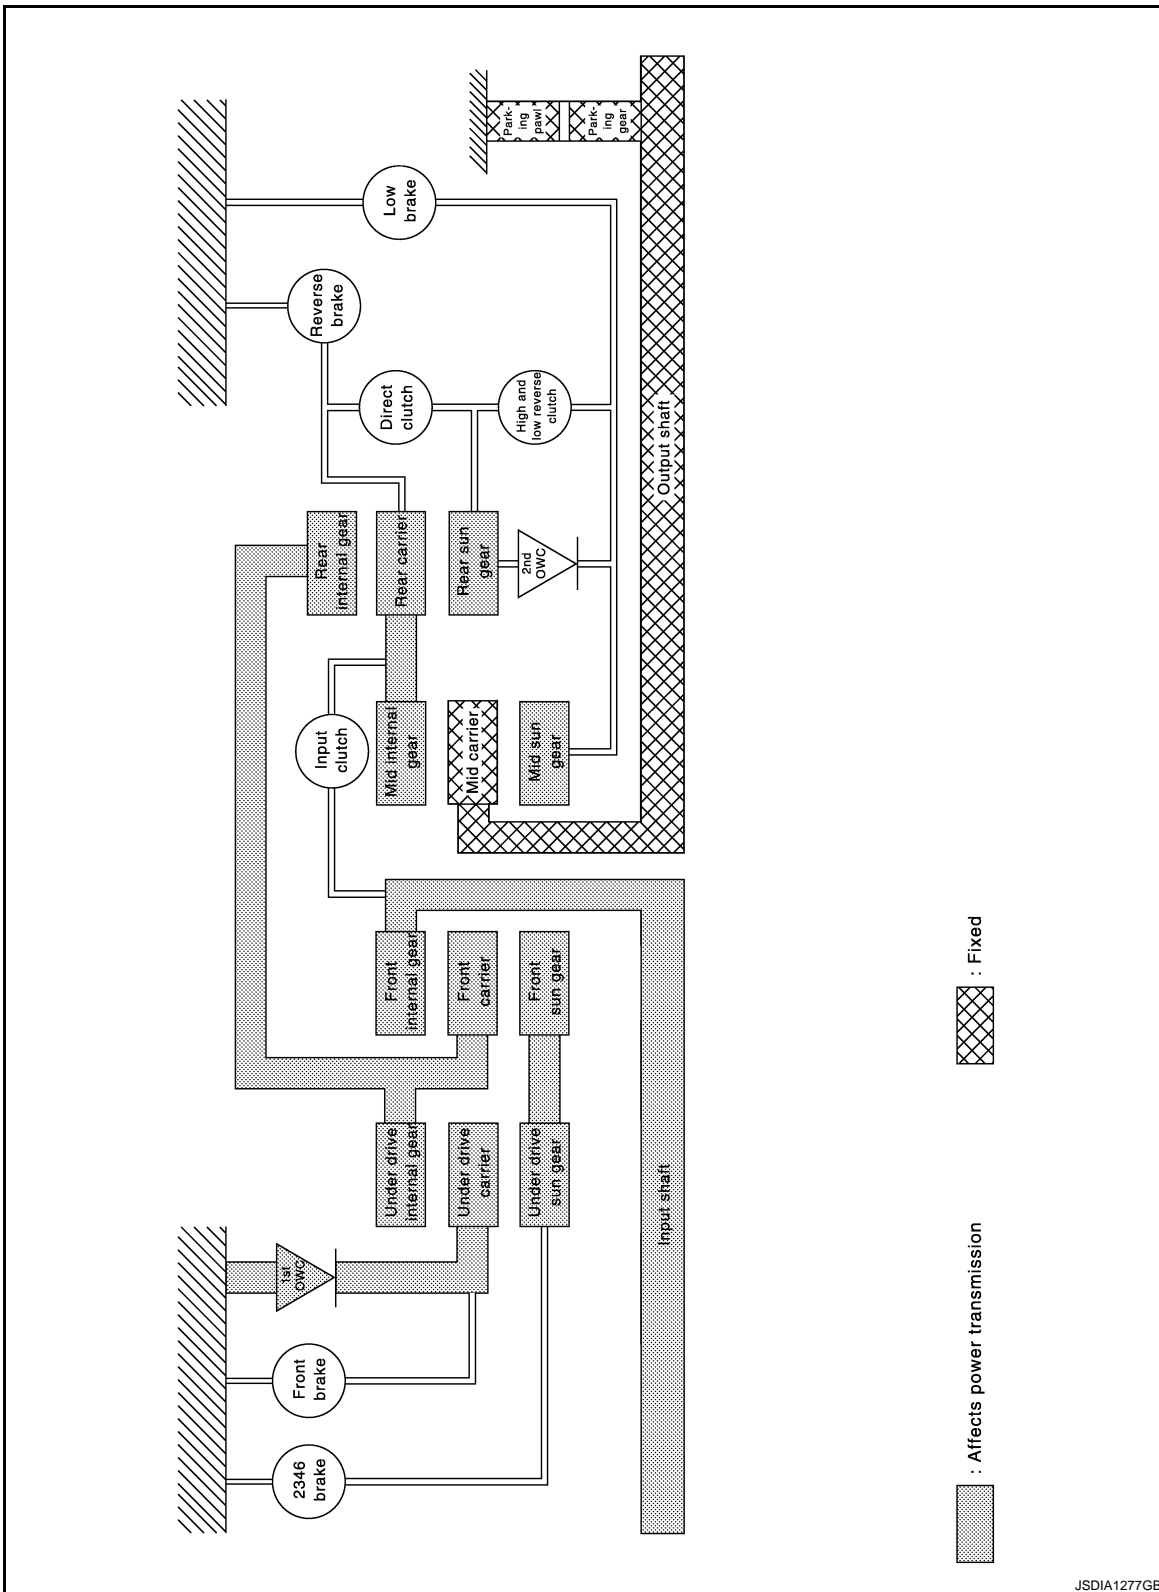 Park-
ing
pawl
Park-
ing
gear
Low
brake
Reverse
brake
Direct
clutch
High and
low reverse
clutch
Output shaft
Rear
internal gear
Rear carrier
Rear sun
gear
2nd
OWC
Input
clutch
Mid internal
gear
Mid carrier
Mid sun
gear
Front
internal gear
Front
carrier
Front
sun gear
Under drive
internal gear
Under drive
carrier
Under drive
sun gear
Input shaft
1st
OWC
Front
brake
2346
brake
: Fixed
: Affects power transmission
JSDIA1277GB